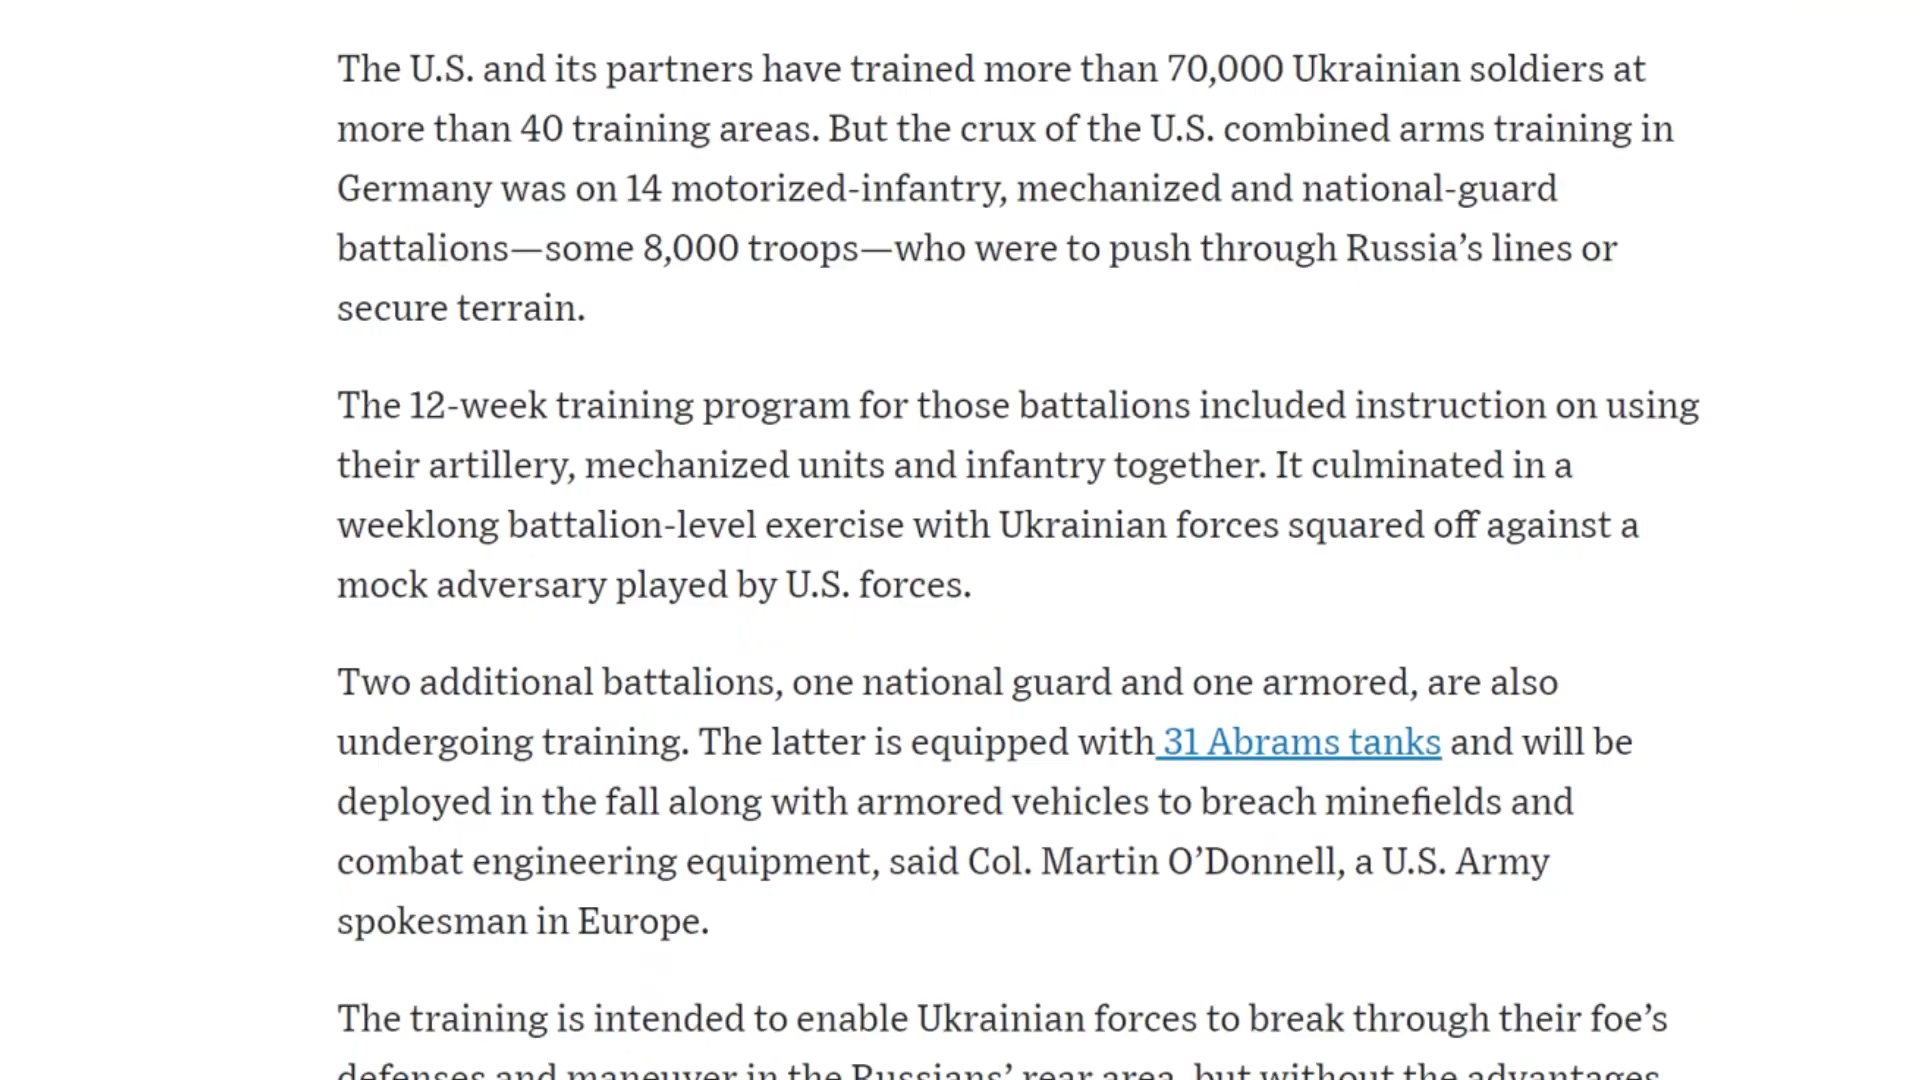 The U.S. and its partners have trained more than 70,000 Ukrainian soldiers at
more than 40 training areas. But the crux of the U.S. combined arms training in
Germany was on 14 motorized-infantry, mechanized and national-guard
battalions—some 8,000 troops—who were to push through Russia’s lines or
secure terrain.
The 12-week training program for those battalions included instruction on using
their artillery, mechanized units and infantry together. It culminated in a
weeklong battalion-level exercise with Ukrainian forces squared off against a
mock adversary played by U.S. forces.
Two additional battalions, one national guard and one armored, are also
undergoing training. The latter is equipped with 31 Abrams tanks and will be
deployed in the fall along with armored vehicles to breach minefields and
combat engineering equipment, said Col. Martin O’Donnell, a U.S. Army
spokesman in Europe.
The training is intended to enable Ukrainian forces to break through their foe’s
defenses and maneuver in the Russians’ rear area, but without the advantages